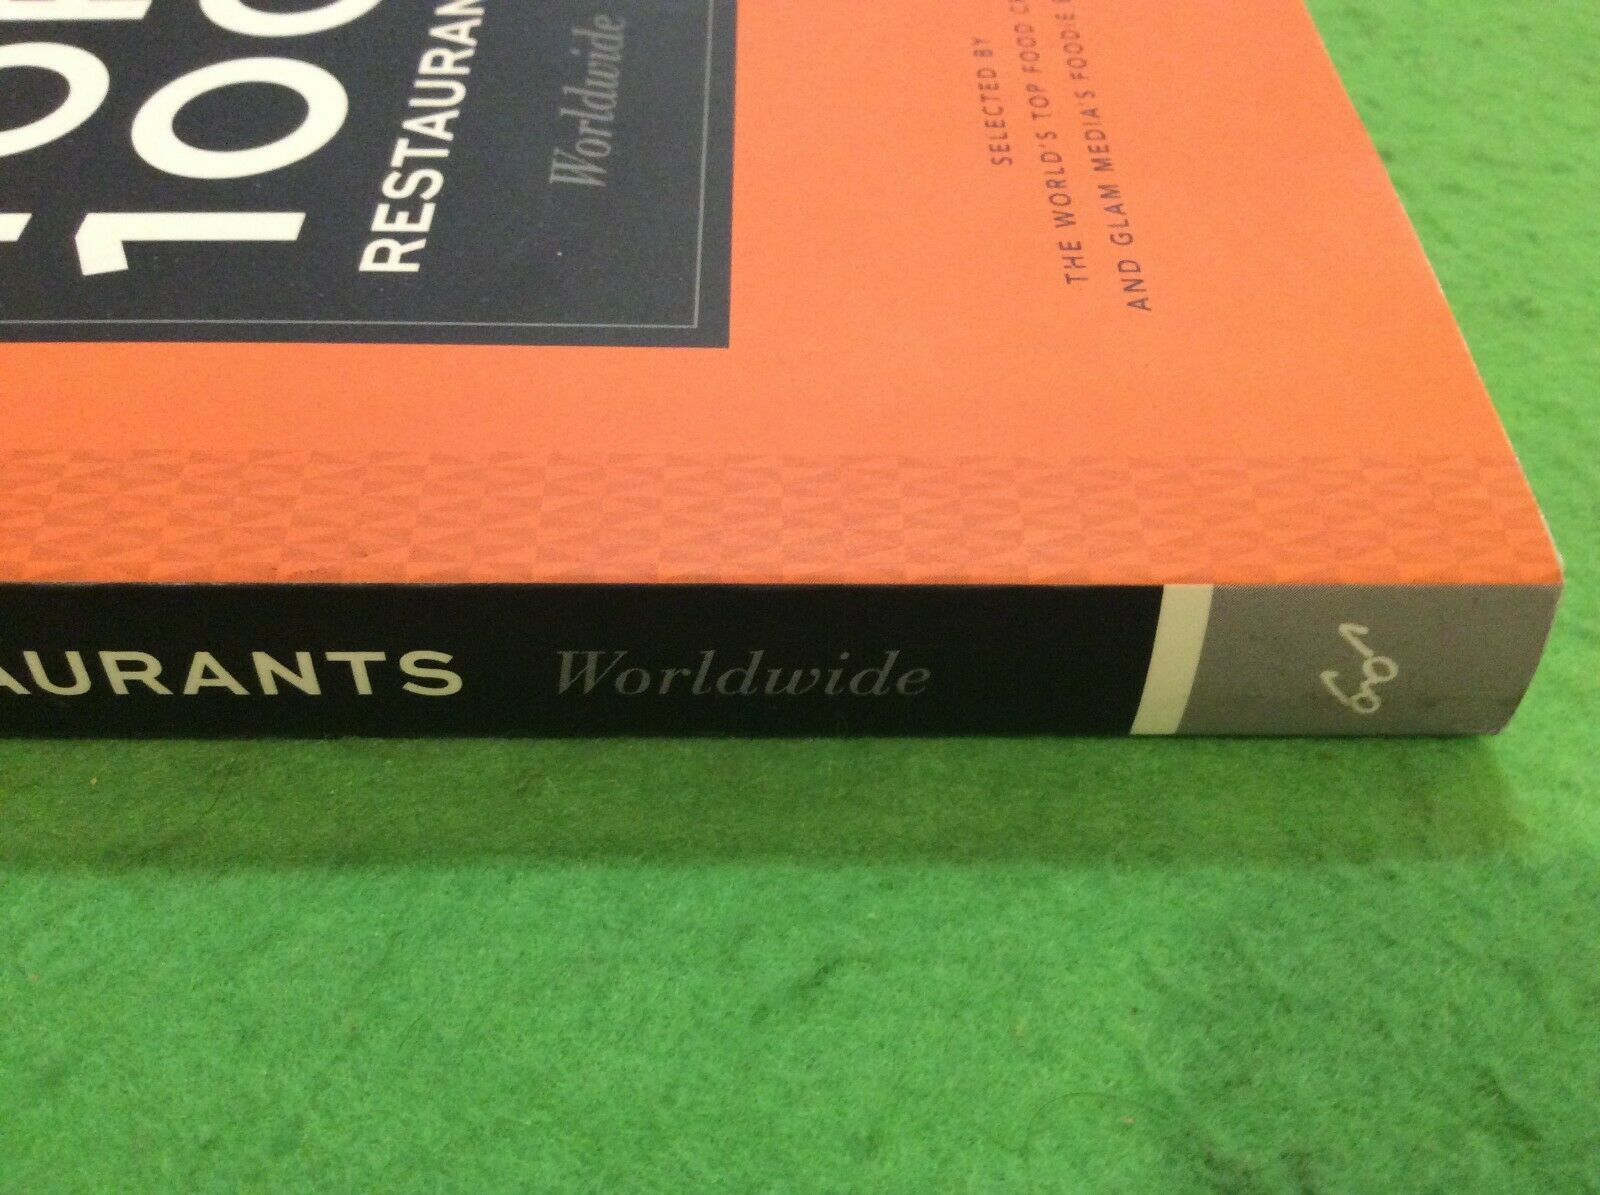 100
RESTAURAN
Worldwide
SELECTED BY
THE WORLD'S TOP FOOD
AND GLAM MEDIA'S FOODIE
AURANTS Worldwide